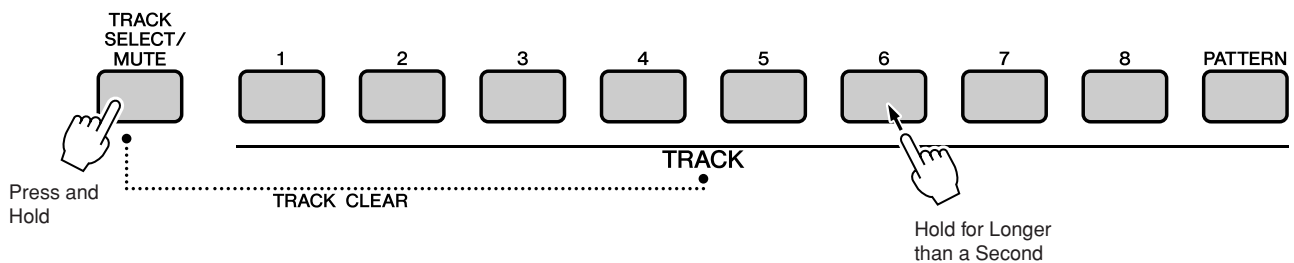 TRACK
SELECT/
MUTE
1 2 3 4 5 6 7 8 PATTERN
TRACK
TRACK CLEAR
Press and
Hold
Hold for Longer
than a Second